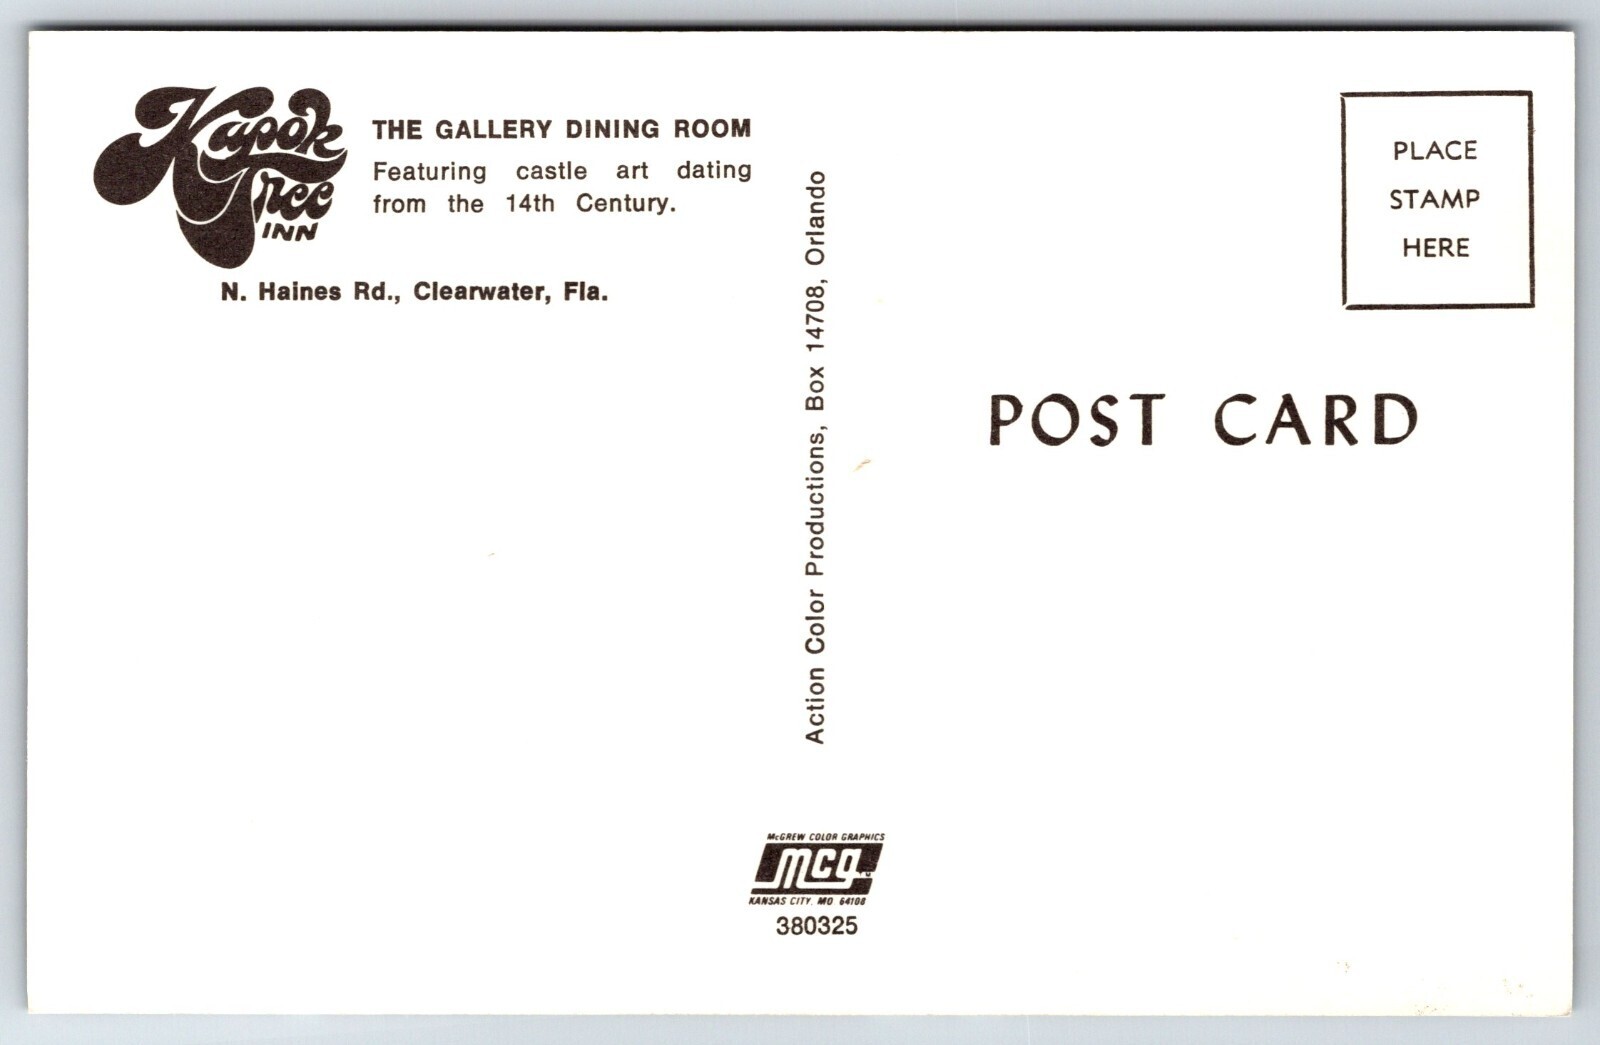 Kapok
Tree
INN
THE GALLERY DINING ROOM
Featuring castle art dating
from the 14th Century.
N. Haines Rd., Clearwater, Fla.
Action Color Productions, Box 14708, Orlando
PLACE
STAMP
HERE
POST CARD
McGREW COLOR GRAPHICS
mcg
KANSAS CITY, MO 64108
380325